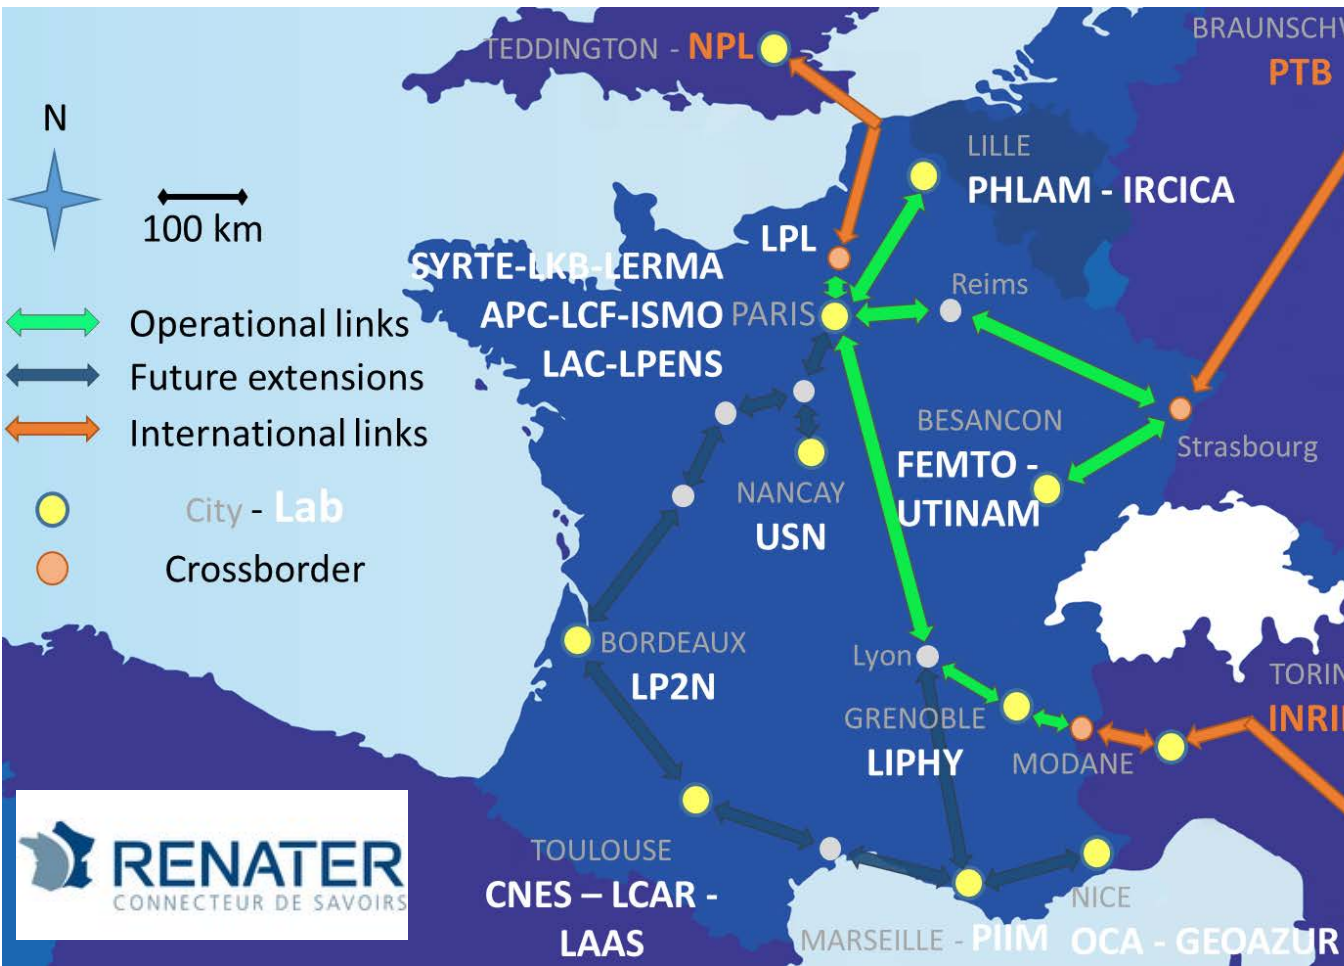 TEDDINGTON - NPL
BRAUNSCHW
PTB
N
100 km
LILLE
PHLAM - IRCICA
LPL
SYRTE-LKB-LERMA
APC-LCF-ISMO
LAC-LPENS
PARIS
Reims
Operational links
Future extensions
International links
City - Lab
Crossborder
BESANCON
FEMTO -
UTINAM
Strasbourg
NANCAY
USN
BORDEAUX
LP2N
Lyon
GRENOBLE
LIPHY
MODANE
TORIN
INRI
TOULOUSE
CNES – LCAR -
LAAS
MARSEILLE - PIIM
NICE
OCA - GEOAZUR
RENATER
CONNECTEUR DE SAVOIRS